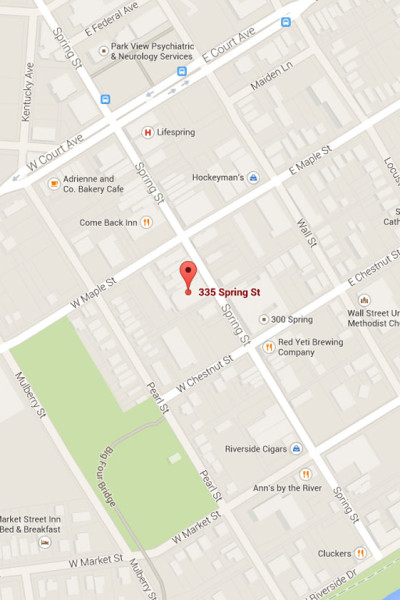 E Federal Ave
Spring St
Park View Psychiatric
& Neurology Services
E Court Ave
Kentucky Ave
Maiden Ln
Lifespring
W Court Ave
Spring St
E Maple St
Adrienne and
Co. Bakery Cafe
Hockeyman's
Come Back Inn
Wall St
335 Spring St
W Maple St
E Chestnut St
Spring St
300 Spring
Wall Street Un
Methodist Chu
Red Yeti Brewing
Company
W Chestnut St
Mulberry St
Pearl St
Riverside Cigars
Big Four Bridge
Pearl St
Ann's by the River
Spring St
Market Street Inn
Bed & Breakfast
W Market St
W Market St
Cluckers
Mulberry St
Riverside Dr